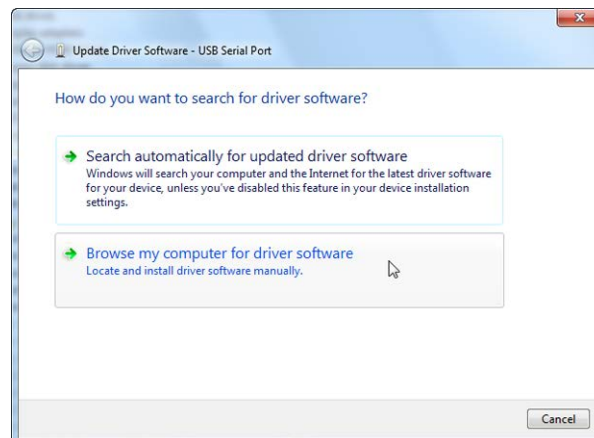 Update Driver Software - USB Serial Port
How do you want to search for driver software?
Search automatically for updated driver software
Windows will search your computer and the Internet for the latest driver software
for your device, unless you've disabled this feature in your device installation
settings.
Browse my computer for driver software
Locate and install driver software manually.
Cancel